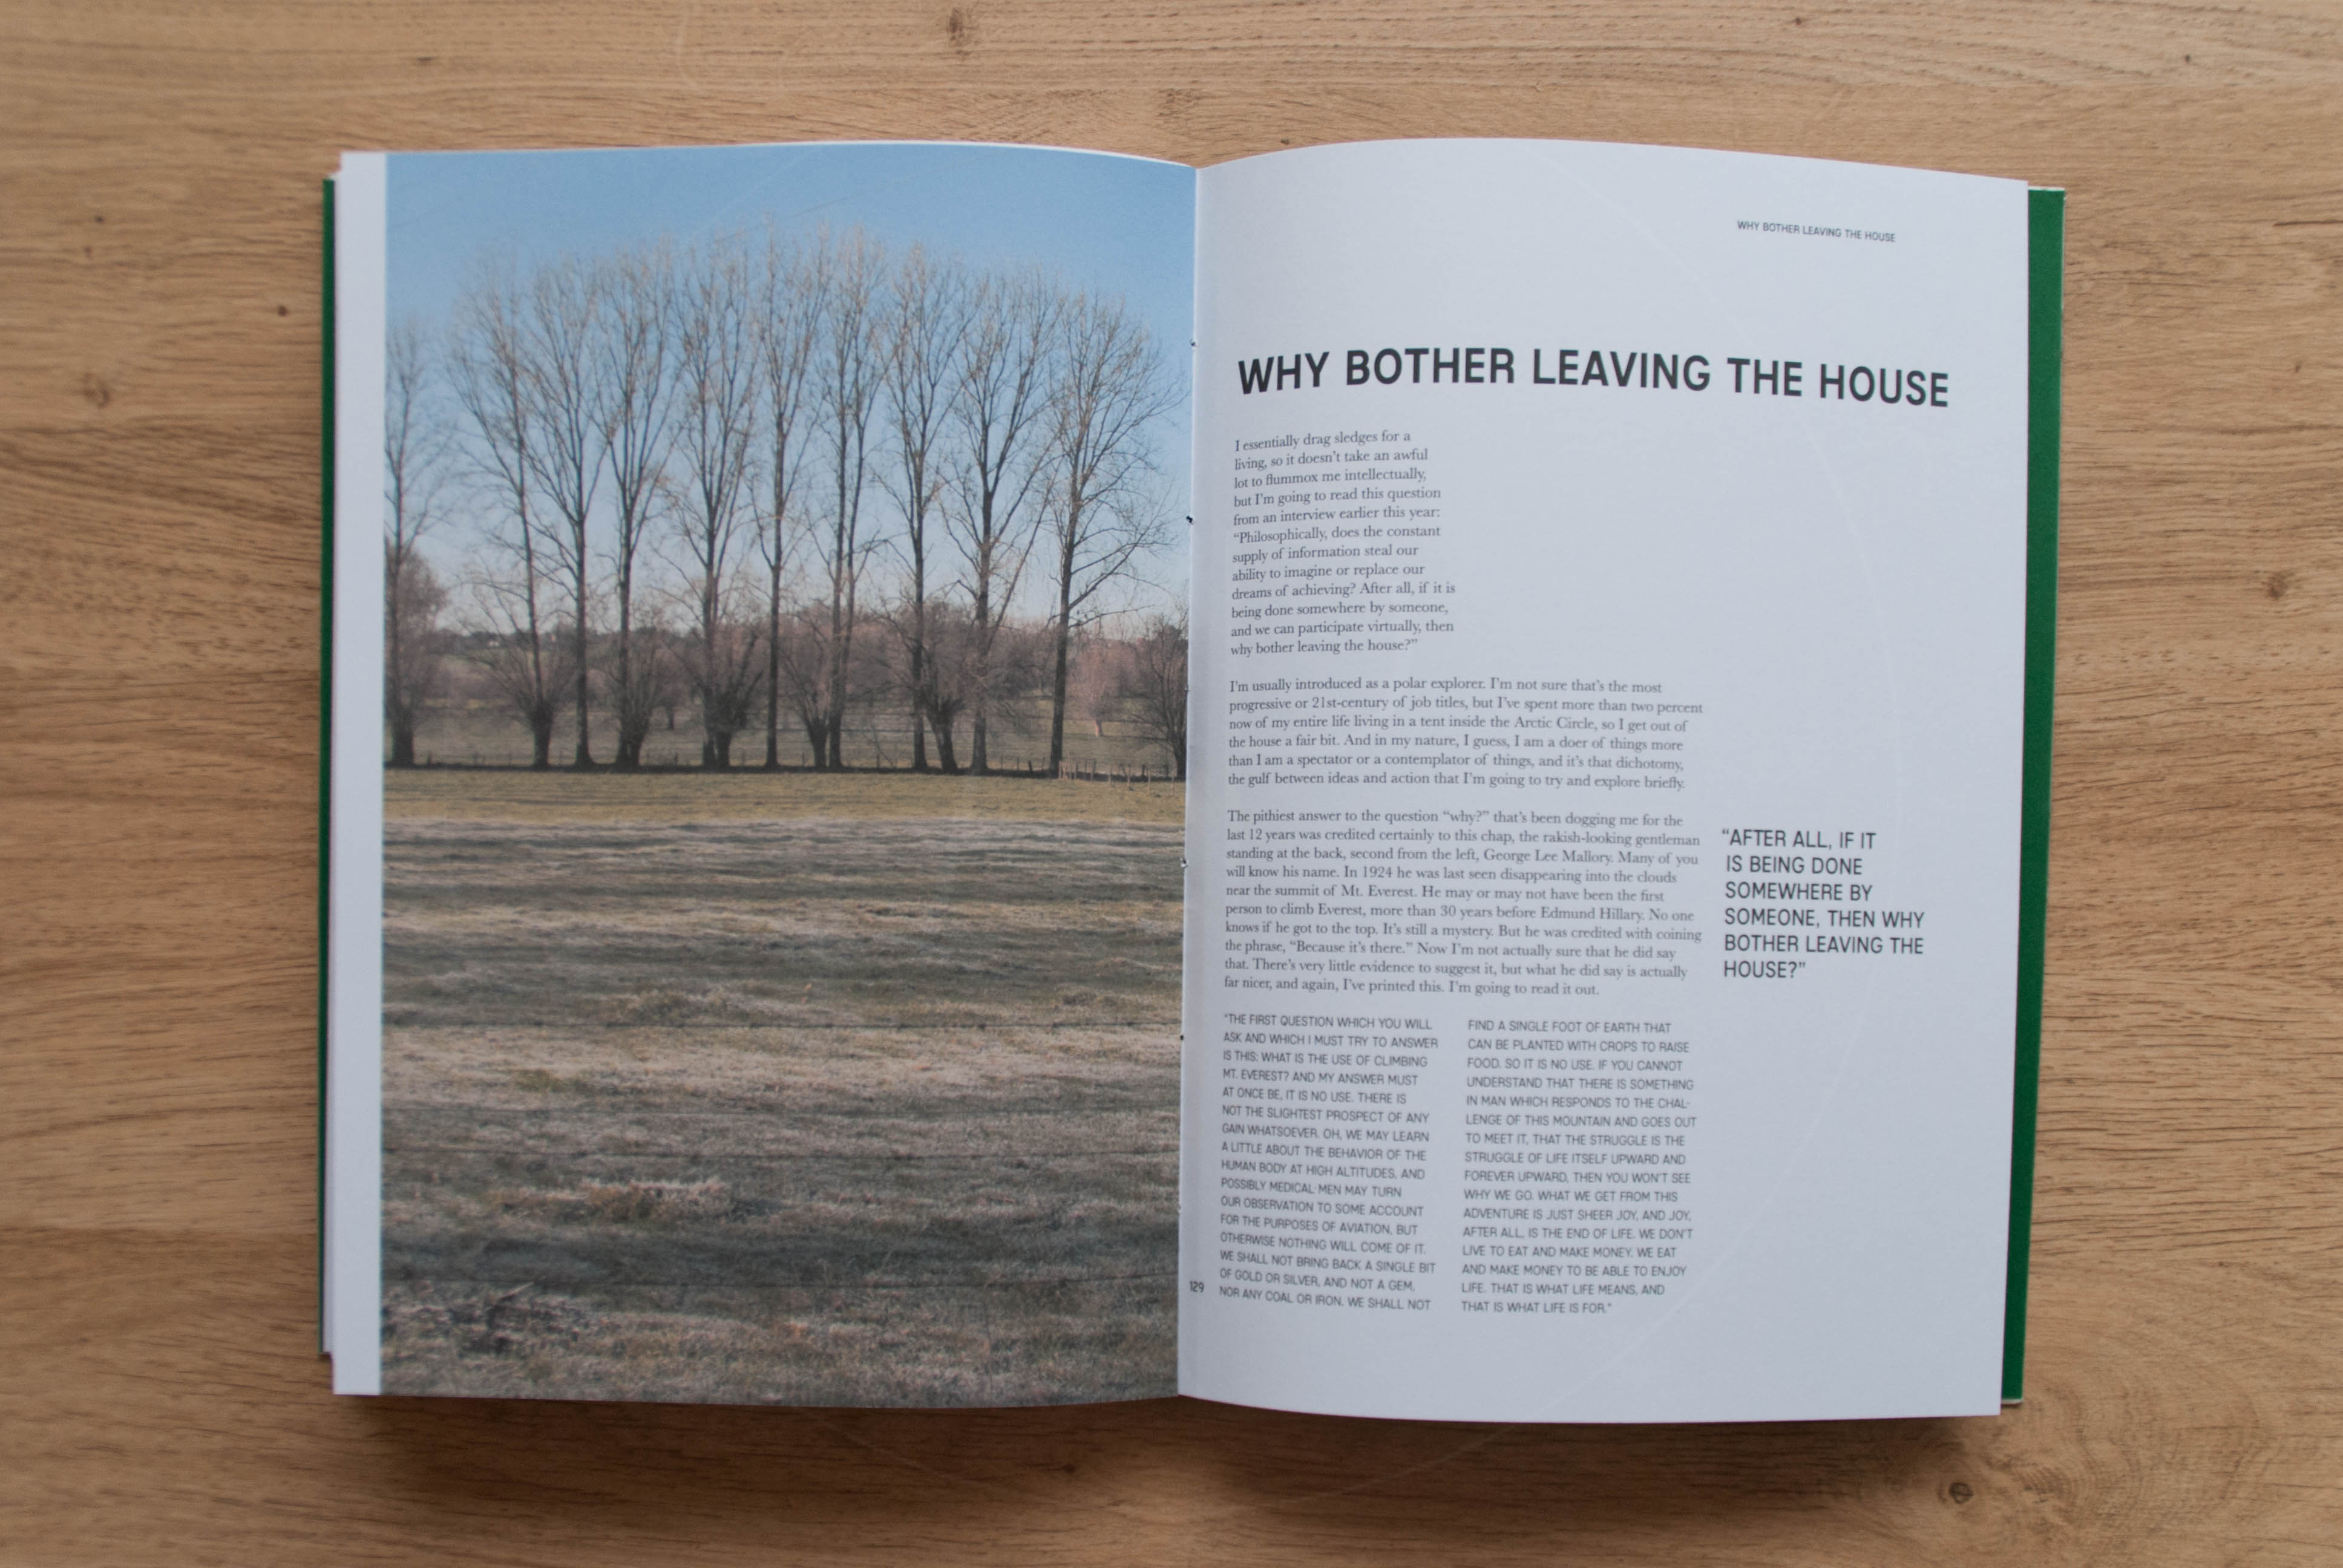 WHY BOTHER LEAVING THE HOUSE
WHY BOTHER LEAVING THE HOUSE
I essentially drag sledges for a
living, so it doesn't take an awful
lot to flummox me intellectually,
but I'm going to read this question
from an interview earlier this year:
“Philosophically, does the constant
supply of information steal our
ability to imagine or replace our
dreams of achieving? After all, if it is
being done somewhere by someone,
and we can participate virtually, then
why bother leaving the house?”
I'm usually introduced as a polar explorer. I'm not sure that's the most
progressive or 21st-century of job titles, but I've spent more than two percent
now of my entire life living in a tent inside the Arctic Circle, so I get out of
the house a fair bit. And in my nature, I guess, I am a doer of things more
than I am a spectator or a contemplator of things, and it's that dichotomy,
the gulf between ideas and action that I'm going to try and explore briefly.
The pithiest answer to the question “why?” that's been dogging me for the
last 12 years was credited certainly to this chap, the rakish-looking gentleman
standing at the back, second from the left, George Lee Mallory. Many of you
will know his name. In 1924 he was last seen disappearing into the clouds
near the summit of Mt. Everest. He may or may not have been the first
person to climb Everest, more than 30 years before Edmund Hillary. No one
knows if he got to the top. It's still a mystery. But he was credited with coining
the phrase, “Because it's there.” Now I'm not actually sure that he did say
that. There's very little evidence to suggest it, but what he did say is actually
far nicer, and again, I've printed this. I'm going to read it out.
“AFTER ALL, IF IT
IS BEING DONE
SOMEWHERE BY
SOMEONE, THEN WHY
BOTHER LEAVING THE
HOUSE?”
“THE FIRST QUESTION WHICH YOU WILL
ASK AND WHICH I MUST TRY TO ANSWER
IS THIS: WHAT IS THE USE OF CLIMBING
MT. EVEREST? AND MY ANSWER MUST
AT ONCE BE, IT IS NO USE. THERE IS
NOT THE SLIGHTEST PROSPECT OF ANY
GAIN WHATSOEVER. OH, WE MAY LEARN
A LITTLE ABOUT THE BEHAVIOR OF THE
HUMAN BODY AT HIGH ALTITUDES, AND
POSSIBLY MEDICAL MEN MAY TURN
OUR OBSERVATION TO SOME ACCOUNT
FOR THE PURPOSES OF AVIATION, BUT
OTHERWISE NOTHING WILL COME OF IT.
WE SHALL NOT BRING BACK A SINGLE BIT
OF GOLD OR SILVER, AND NOT A GEM,
NOR ANY COAL OR IRON. WE SHALL NOT
FIND A SINGLE FOOT OF EARTH THAT
CAN BE PLANTED WITH CROPS TO RAISE
FOOD. SO IT IS NO USE. IF YOU CANNOT
UNDERSTAND THAT THERE IS SOMETHING
IN MAN WHICH RESPONDS TO THE CHAL-
LENGE OF THIS MOUNTAIN AND GOES OUT
TO MEET IT, THAT THE STRUGGLE IS THE
STRUGGLE OF LIFE ITSELF UPWARD AND
FOREVER UPWARD, THEN YOU WON'T SEE
WHY WE GO. WHAT WE GET FROM THIS
ADVENTURE IS JUST SHEER JOY, AND JOY,
AFTER ALL, IS THE END OF LIFE. WE DON'T
LIVE TO EAT AND MAKE MONEY. WE EAT
AND MAKE MONEY TO BE ABLE TO ENJOY
LIFE. THAT IS WHAT LIFE MEANS, AND
THAT IS WHAT LIFE IS FOR.”
129